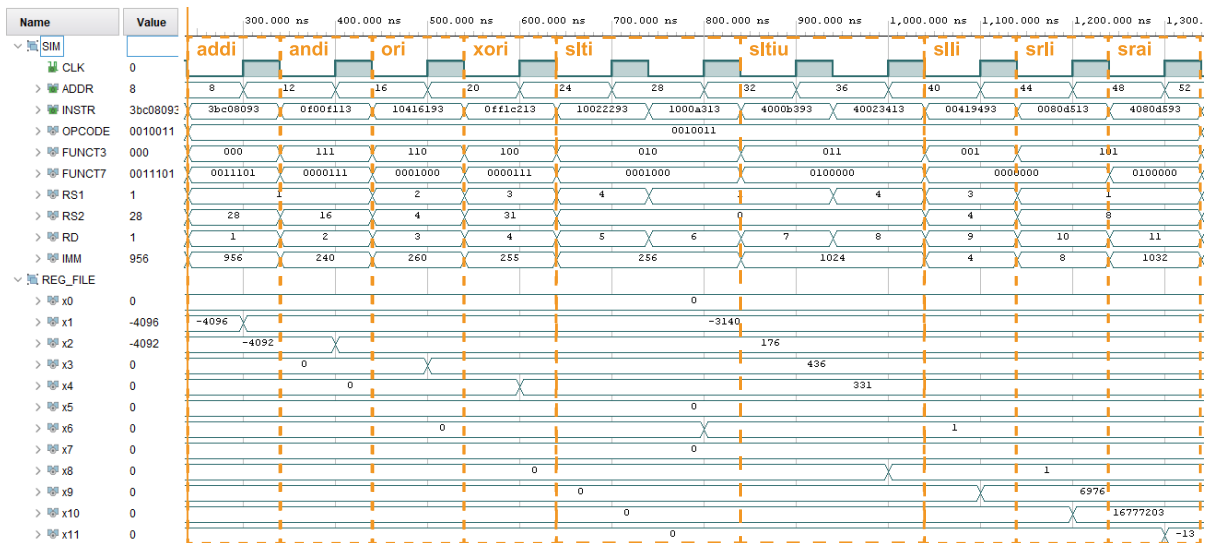 Name Value 300.000 ns 400.000 ns 500.000 ns 600.000 ns 700.000 ns 800.000 ns 900.000 ns 1,000.000 ns 1,100.000 ns 1,200.000 ns 1,300.
SIM addi andi ori xori slti sltiu slli srli srai
CLK 0
ADDR 8 8 12 16 20 24 28 32 36 40 44 48 52
INSTR 3bc08093 3bc08093 0f00f113 10416193 0ff1c213 10022293 1000a313 4000b393 40023413 00419493 0080d513 4080d593
OPCODE 0010011 0010011
FUNCT3 000 000 111 110 100 010 011 001 101
FUNCT7 0011101 0011101 0000111 0001000 0000111 0001000 0100000 0000000 0100000
RS1 1 1 2 3 4 1 4 3 1
RS2 28 28 16 4 31 0 4 8
RD 1 1 2 3 4 5 6 7 8 9 10 11
IMM 956 956 240 260 255 256 1024 4 8 1032
REG_FILE
x0 0 0
x1 -4096 -4096 -3140
x2 -4092 -4092 176
x3 0 0 436
x4 0 0 331
x5 0 0
x6 0 0 1
x7 0 0
x8 0 0 1
x9 0 0 6976
x10 0 0 16777203
x11 0 0 -13